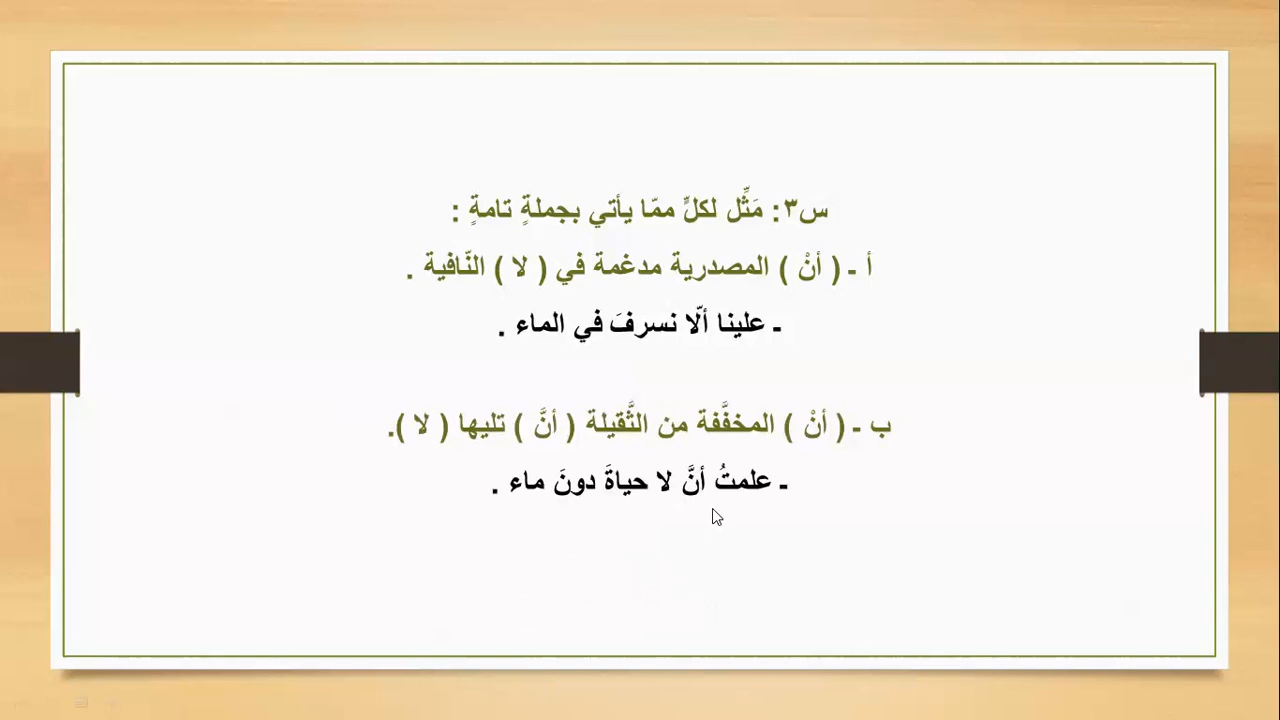 س٣: مَثِّل لكلٍّ ممّا يأتي بجملةٍ تامةٍ :
أ ـ ( أنْ ) المصدرية مدغمة في ( لا ) النّافية .
ـ علينا ألّا نسرفَ في الماء .
ب ـ ( أنْ ) المخفَّفة من الثَّقيلة ( أنَّ ) تليها ( لا ).
ـ علمتُ أنَّ لا حياةَ دونَ ماء .